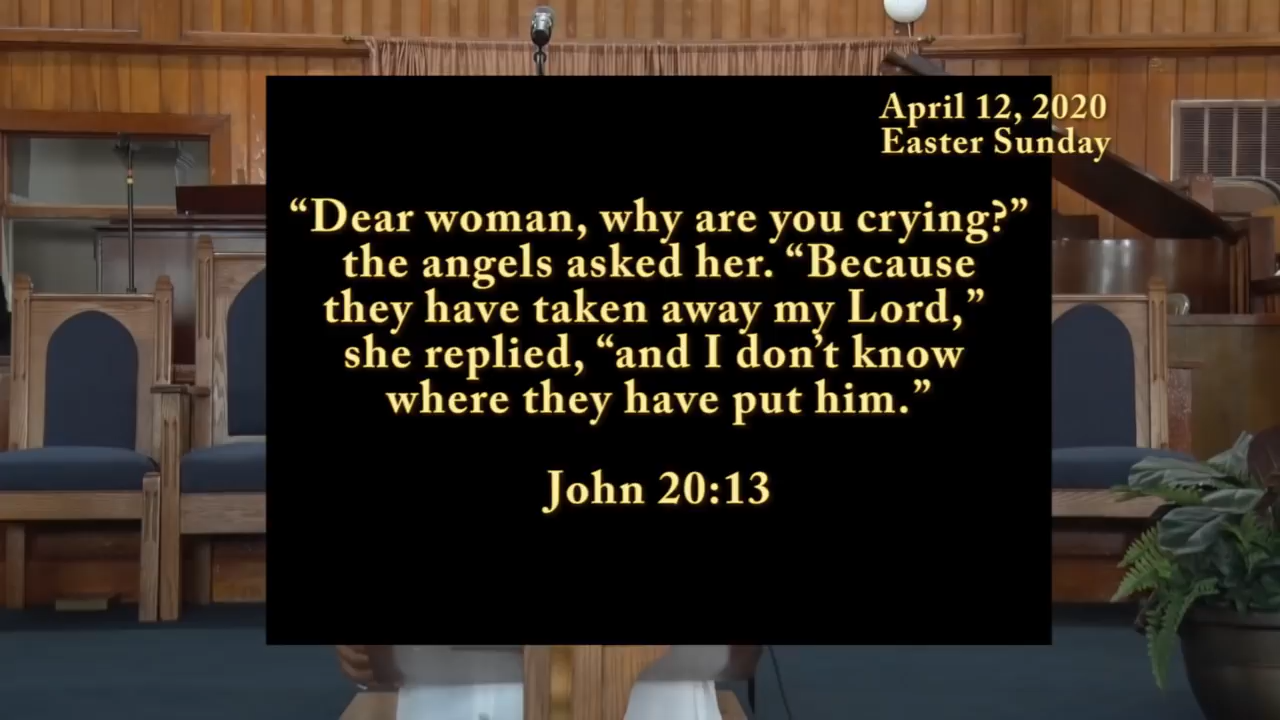 April 12, 2020
Easter Sunday
“Dear woman, why are you crying?”
the angels asked her. “Because
they have taken away my Lord,”
she replied, “and I don’t know
where they have put him.”
John 20:13